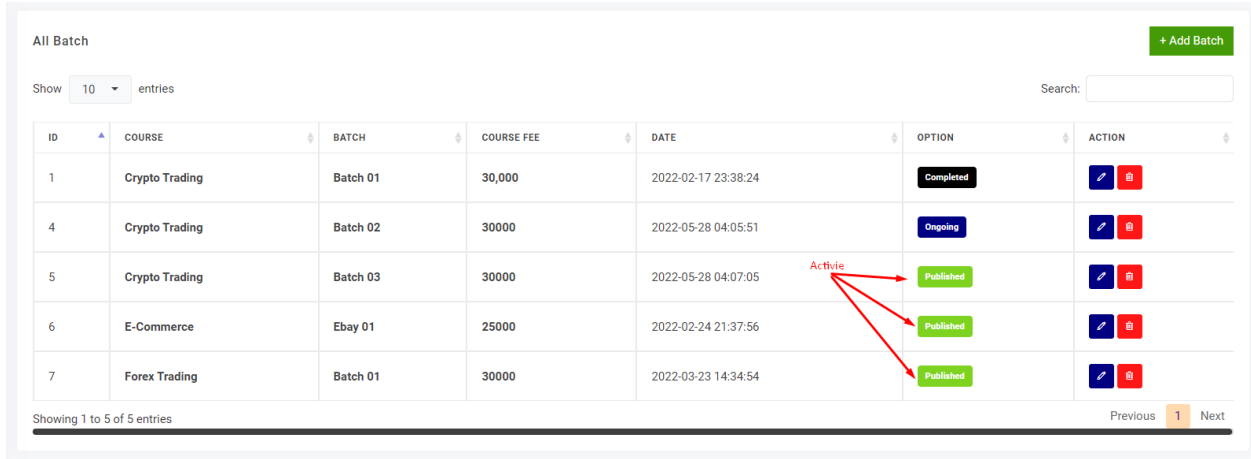 All Batch
+ Add Batch
Show 10 entries
Search:
ID COURSE BATCH COURSE FEE DATE OPTION ACTION
1 Crypto Trading Batch 01 30,000 2022-02-17 23:38:24 Completed
4 Crypto Trading Batch 02 30000 2022-05-28 04:05:51 Ongoing
Activie
5 Crypto Trading Batch 03 30000 2022-05-28 04:07:05 Published
6 E-Commerce Ebay 01 25000 2022-02-24 21:37:56 Published
7 Forex Trading Batch 01 30000 2022-03-23 14:34:54 Published
Showing 1 to 5 of 5 entries
Previous 1 Next